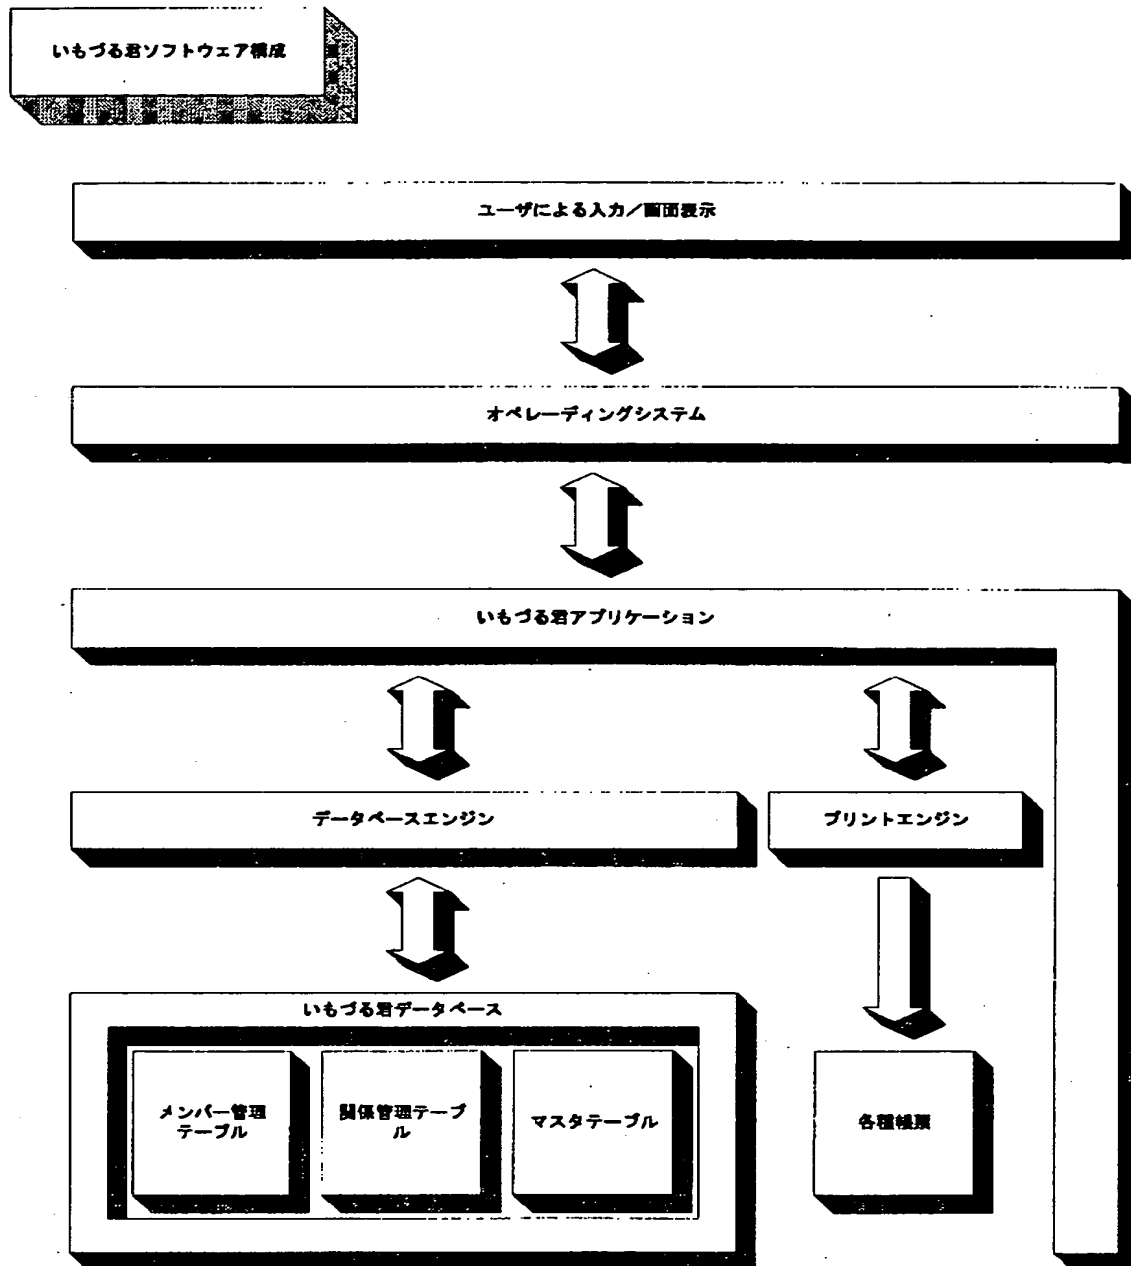 いもづる君ソフトウェア構成
ユーザによる入力／画面表示
オペレーディングシステム
いもづる君アプリケーション
データベースエンジン
プリントエンジン
いもづる君データベース
メンバー管理
テーブル
関係管理テーブ
ル
マスタテーブル
各種帳票